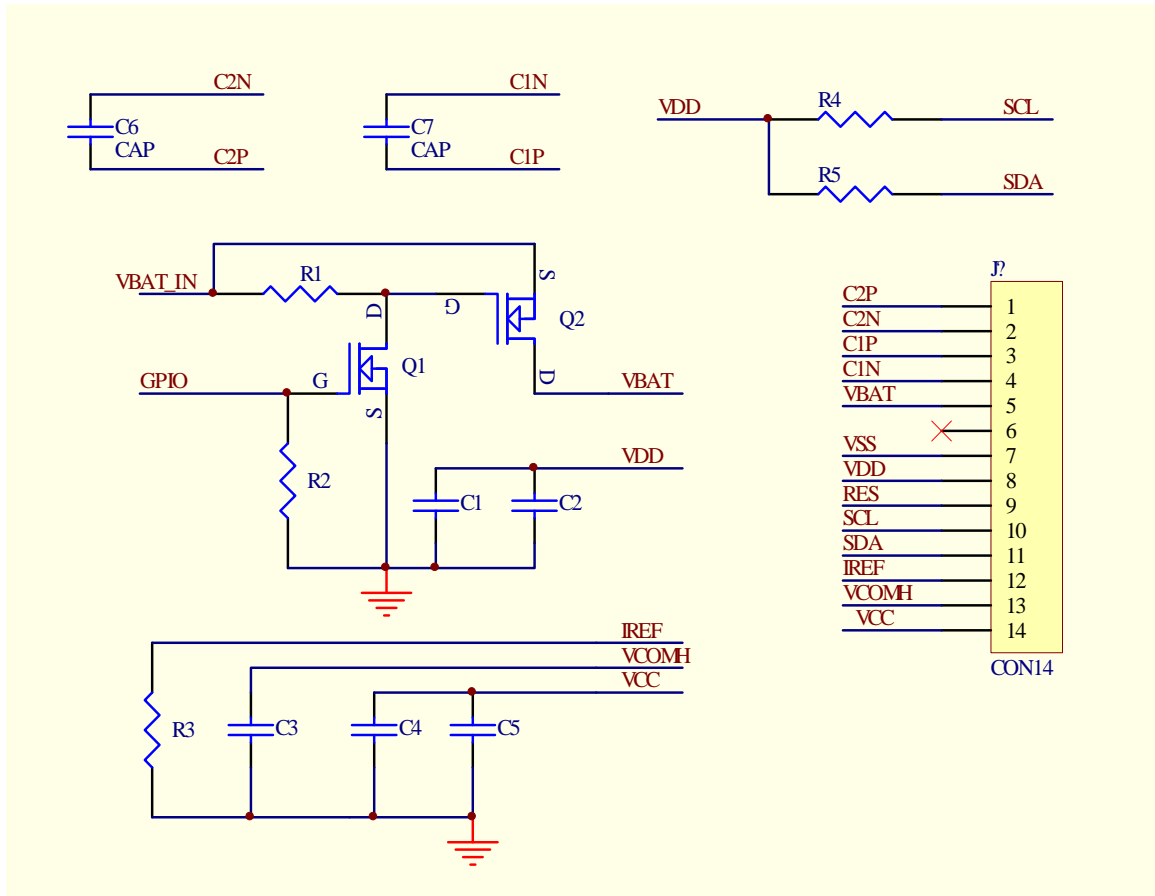 C2N
C6
CAP
C2P
C1N
C7
CAP
C1P
VDD
R4
SCL
R5
SDA
VBAT_IN
R1
S
D
G
Q2
Q1
GPIO
G
S
D
VBAT
R2
VDD
C1
C2
IREF
VCOMH
VCC
R3
C3
C4
C5
J?
C2P
1
C2N
2
C1P
3
C1N
4
VBAT
5
6
VSS
7
VDD
8
RES
9
SCL
10
SDA
11
IREF
12
VCOMH
13
VCC
14
CON14